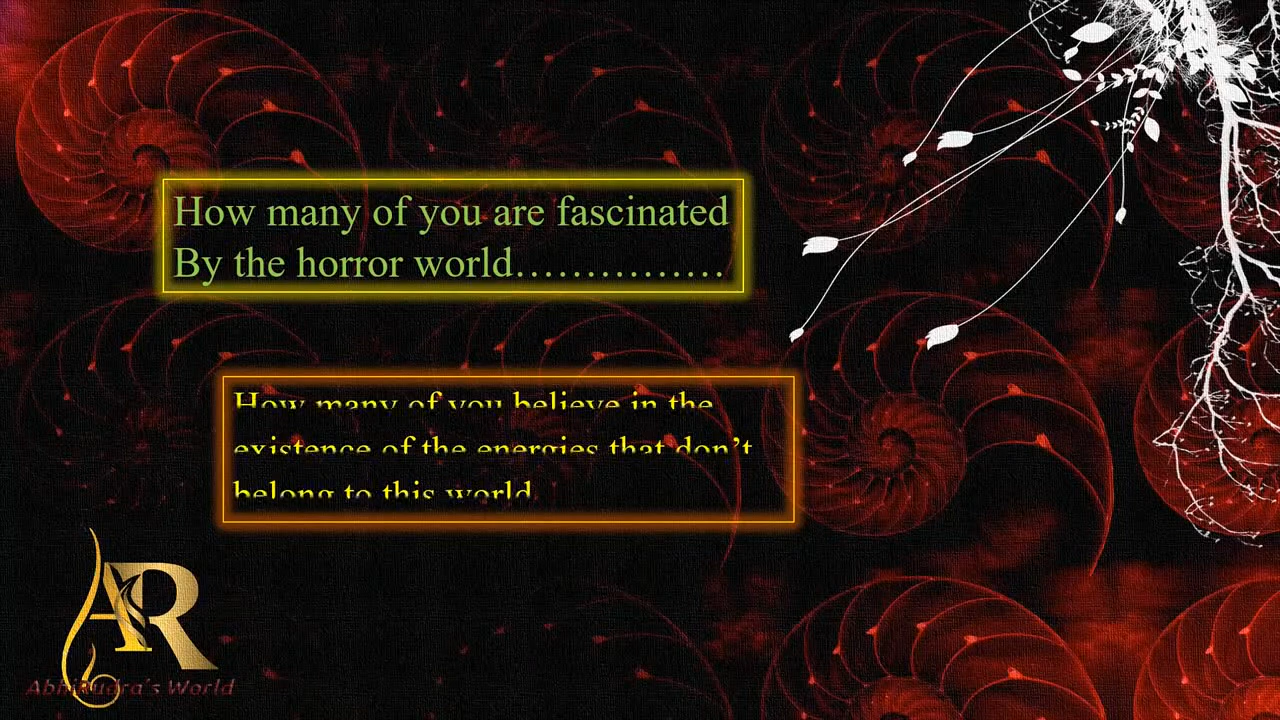 How many of you are fascinated
By the horror world……………
How many of you believe in the
existence of the energies that don’t
belong to this world
AR
AbhiRudra's World